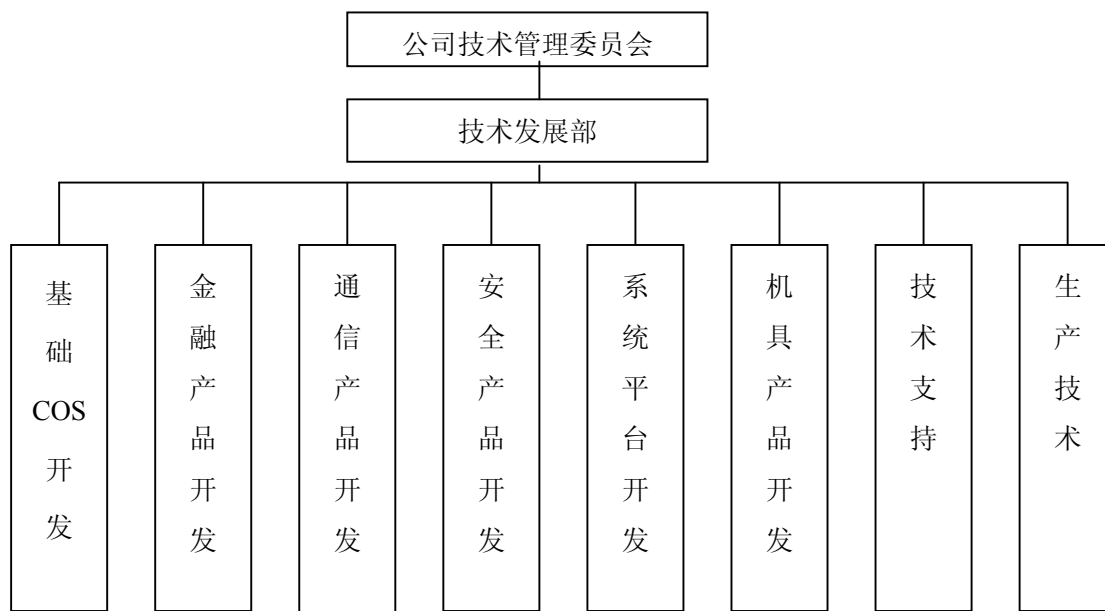 公司技术管理委员会
技术发展部
基础COS开发
金融产品开发
通信产品开发
安全产品开发
系统平台开发
机具产品开发
技术支持
生产技术